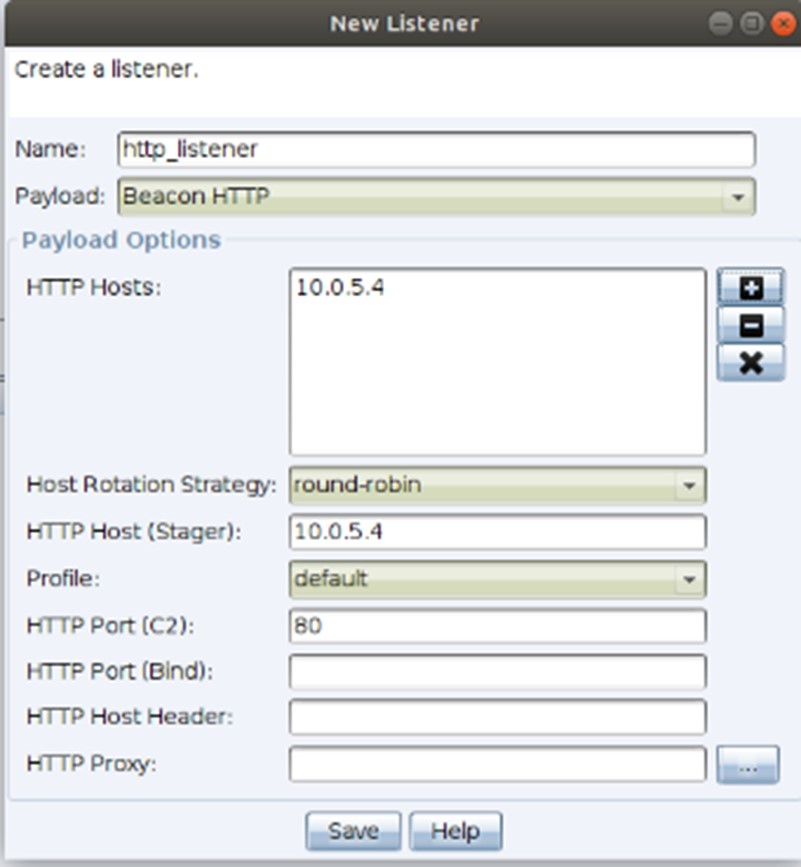 New Listener
Create a listener.
Name: http_listener
Payload: Beacon HTTP
Payload Options
HTTP Hosts: 10.0.5.4
Host Rotation Strategy: round-robin
HTTP Host (Stager): 10.0.5.4
Profile: default
HTTP Port (C2): 80
HTTP Port (Bind):
HTTP Host Header:
HTTP Proxy: ...
Save Help